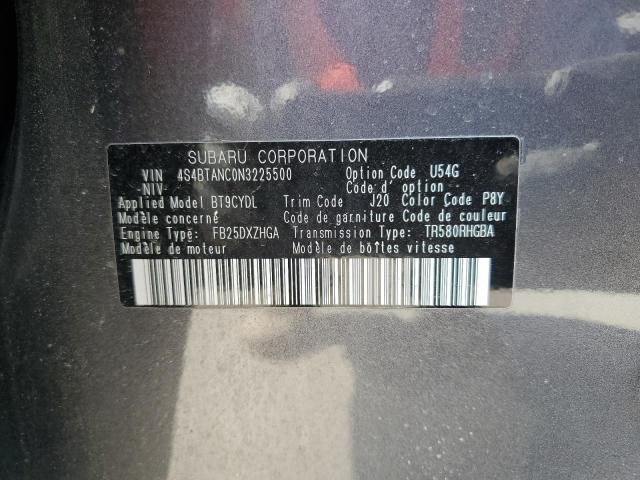 SUBARU CORPORATION
VIN 4S4BTANC0N3225500 Option Code U54G
-NIV- Code d' option
Applied Model BT9CYDL Trim Code J20 Color Code P8Y
Modèle concerné Code de garniture Code de couleur
Engine Type: FB25DXZHGA Transmission Type: TR580RHGBA
Modèle de moteur Modèle de boîtes vitesse